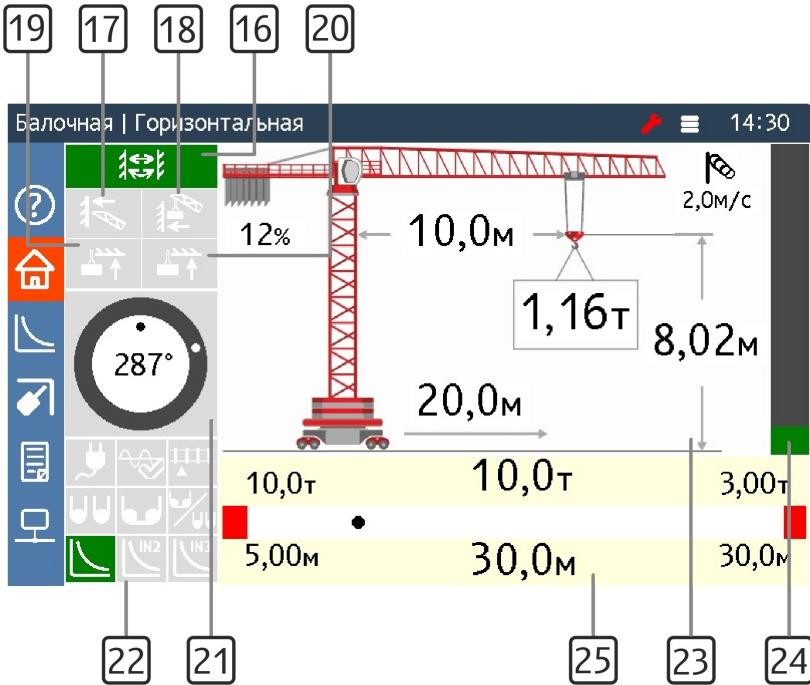 19 17 18 16 20
Балочная | Горизонтальная 14:30
?
2,0м/с
12% 10,0м
1,16т
8,02м
287°
20,0м
10,0т 10,0т 3,00т
5,00м 30,0м 30,0м
IN2 IN3
22 21 25 23 24